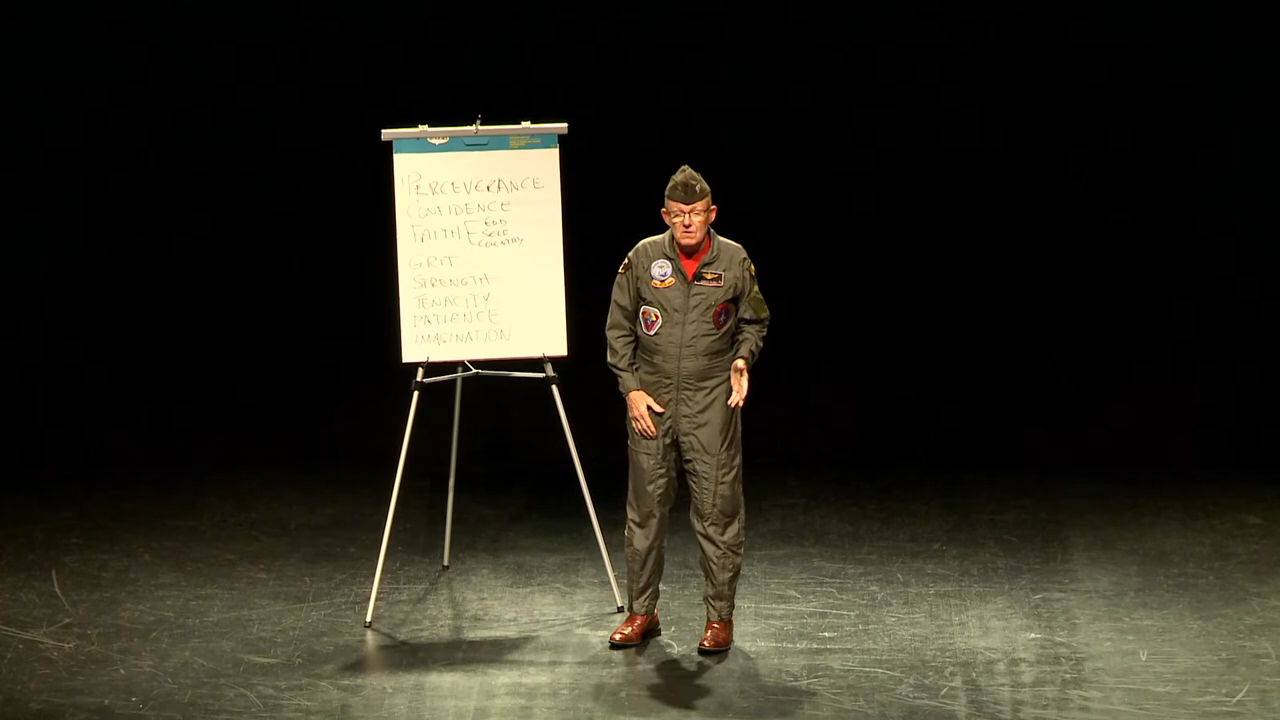 PERCEVERANCE
CONFIDENCE
FAITH GOD
SELF
COUNTRY
GRIT
STRENGTH
TENACITY
PATIENCE
IMAGINATION